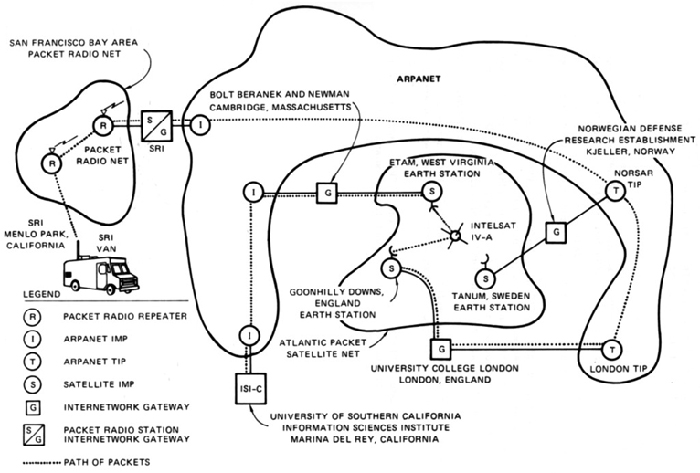 SAN FRANCISCO BAY AREA
PACKET RADIO NET
ARPANET
BOLT BERANEK AND NEWMAN
CAMBRIDGE, MASSACHUSETTS
S
G
SRI
I
R
PACKET
RADIO NET
R
NORWEGIAN DEFENSE
RESEARCH ESTABLISHMENT
KJELLER, NORWAY
ETAM, WEST VIRGINIA
EARTH STATION
NORSAR
TIP
I
G
S
T
INTELSAT
IV-A
G
SRI
MENLO PARK,
CALIFORNIA
SRI
VAN
S
S
GOONHILLY DOWNS,
ENGLAND
EARTH STATION
TANUM, SWEDEN
EARTH STATION
ATLANTIC PACKET
SATELLITE NET
I
G
T
UNIVERSITY COLLEGE LONDON
LONDON, ENGLAND
LONDON TIP
ISI-C
UNIVERSITY OF SOUTHERN CALIFORNIA
INFORMATION SCIENCES INSTITUTE
MARINA DEL REY, CALIFORNIA
LEGEND
R PACKET RADIO REPEATER
I ARPANET IMP
T ARPANET TIP
S SATELLITE IMP
G INTERNETWORK GATEWAY
S/G PACKET RADIO STATION
INTERNETWORK GATEWAY
PATH OF PACKETS